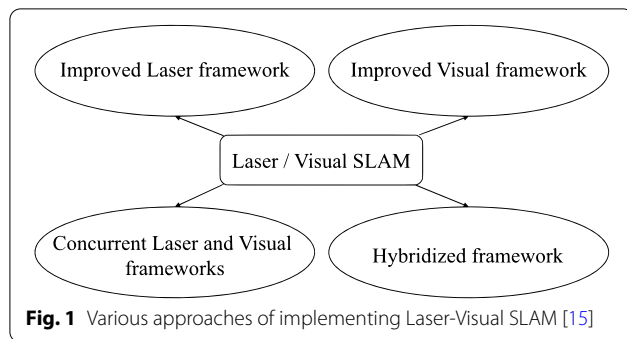 Improved Laser framework
Improved Visual framework
Laser / Visual SLAM
Concurrent Laser and Visual
frameworks
Hybridized framework
Fig. 1 Various approaches of implementing Laser-Visual SLAM [15]